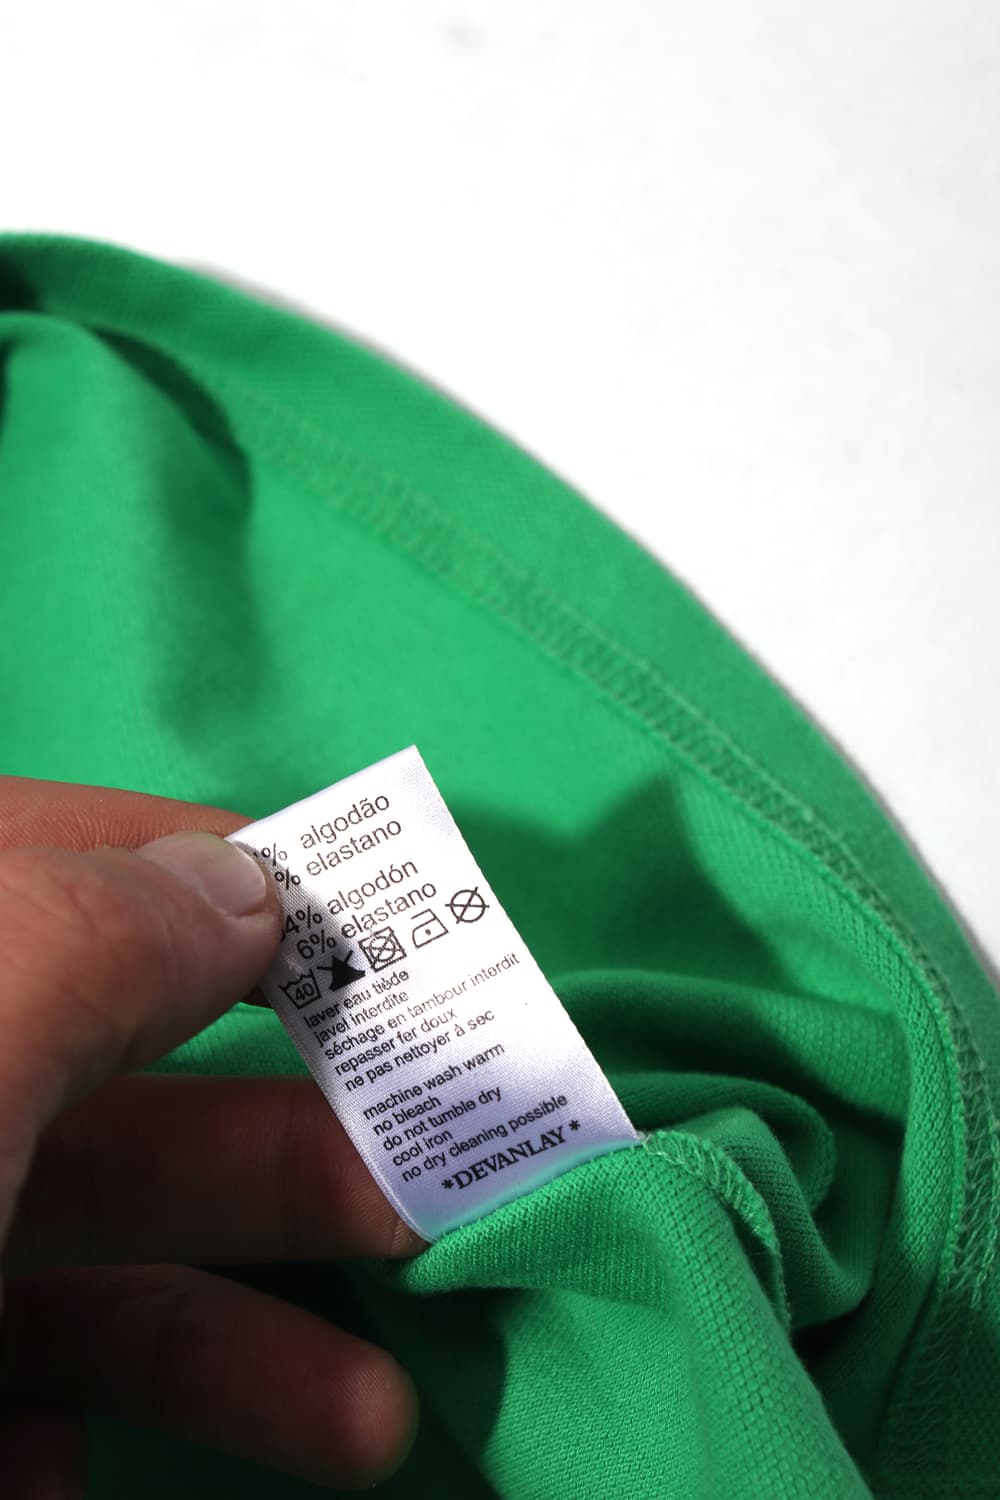 % algodão
% elastano
4% algodón
6% elastano
40
laver eau tiède
javel interdite
séchage en tambour interdit
repasser fer doux
ne pas nettoyer à sec
machine wash warm
no bleach
do not tumble dry
cool iron
no dry cleaning possible
*DEVANLAY*